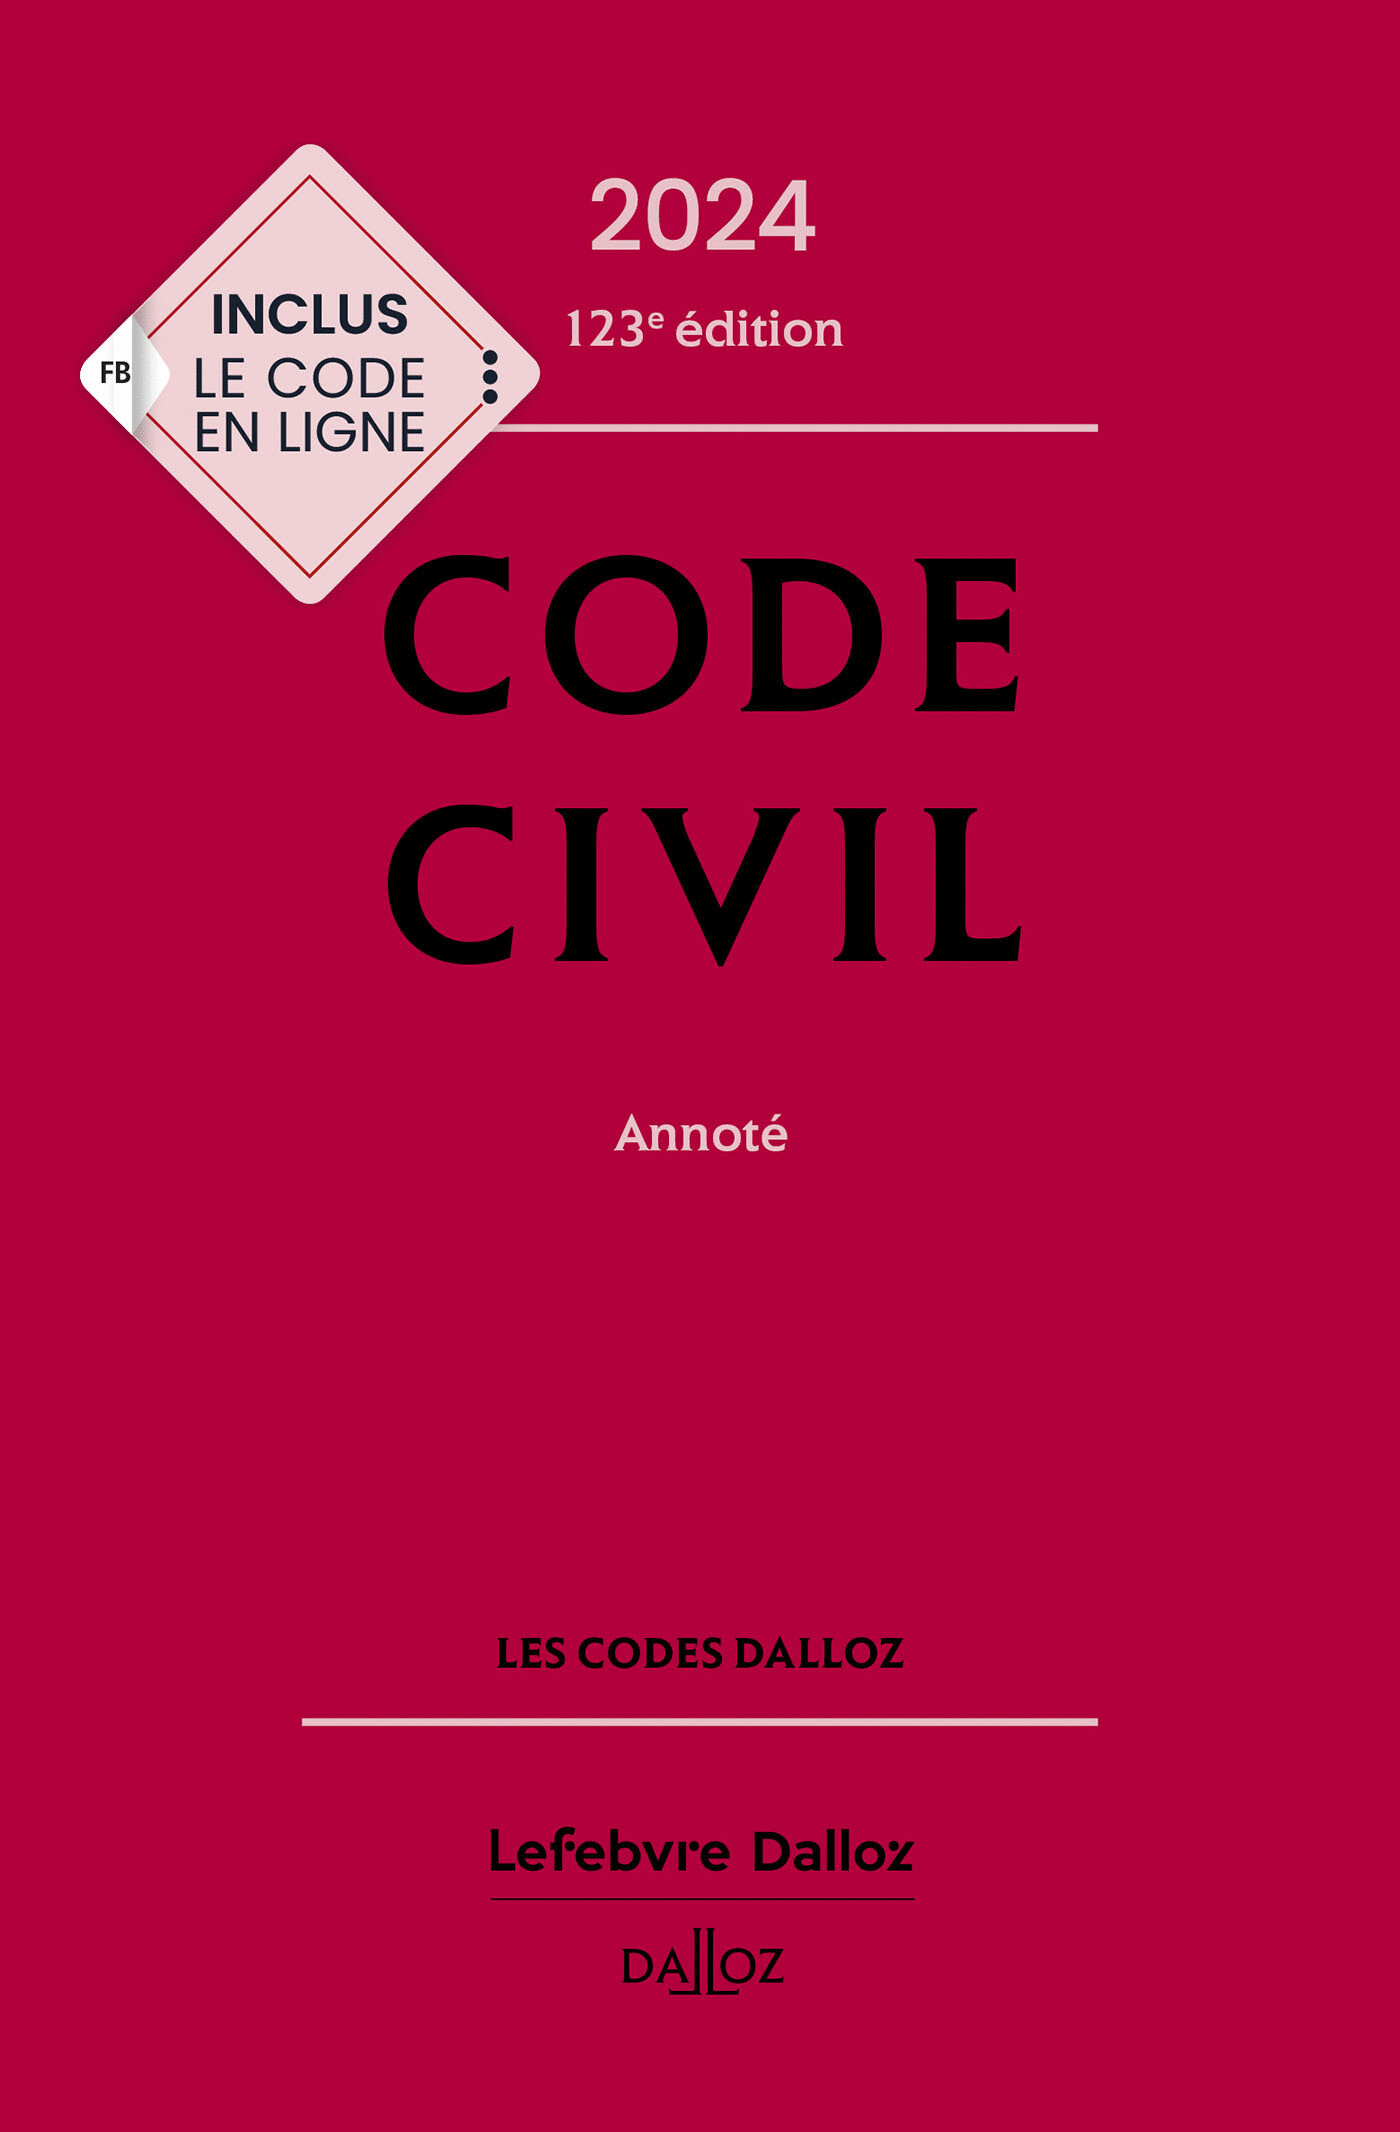 2024
123e édition
INCLUS
LE CODE
EN LIGNE
FB
CODE
CIVIL
Annoté
LES CODES DALLOZ
Lefebvre Dalloz
DALLOZ